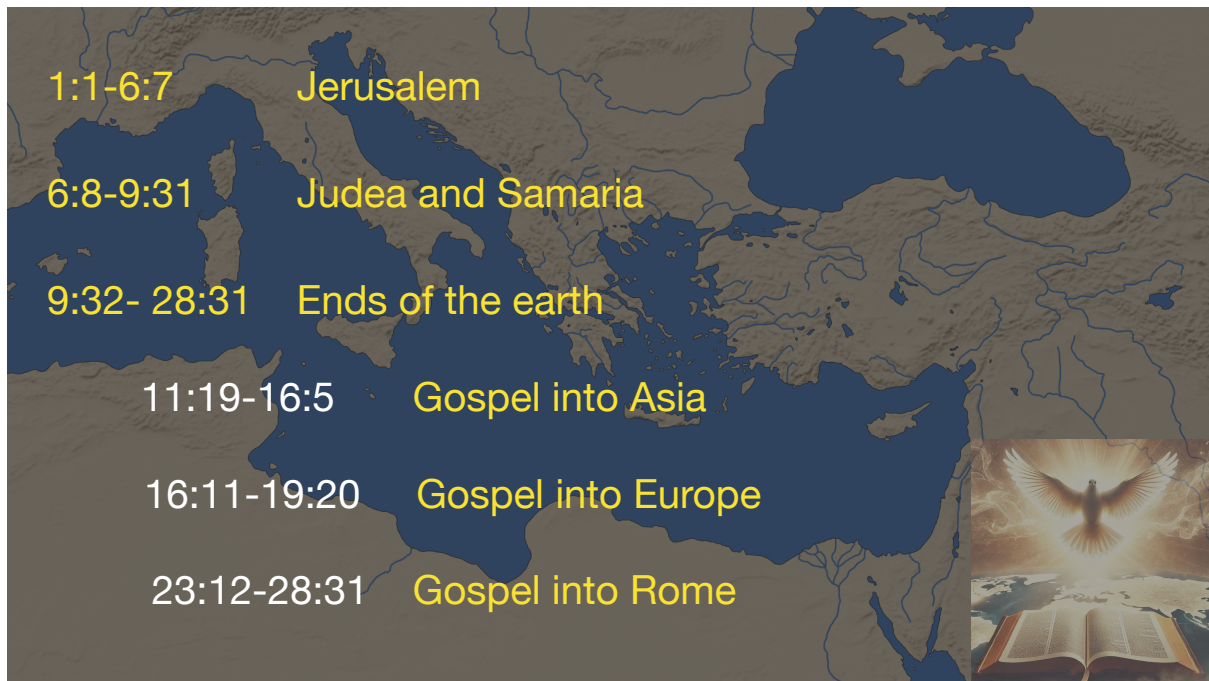 1:1-6:7 Jerusalem
6:8-9:31 Judea and Samaria
9:32- 28:31 Ends of the earth
11:19-16:5 Gospel into Asia
16:11-19:20 Gospel into Europe
23:12-28:31 Gospel into Rome